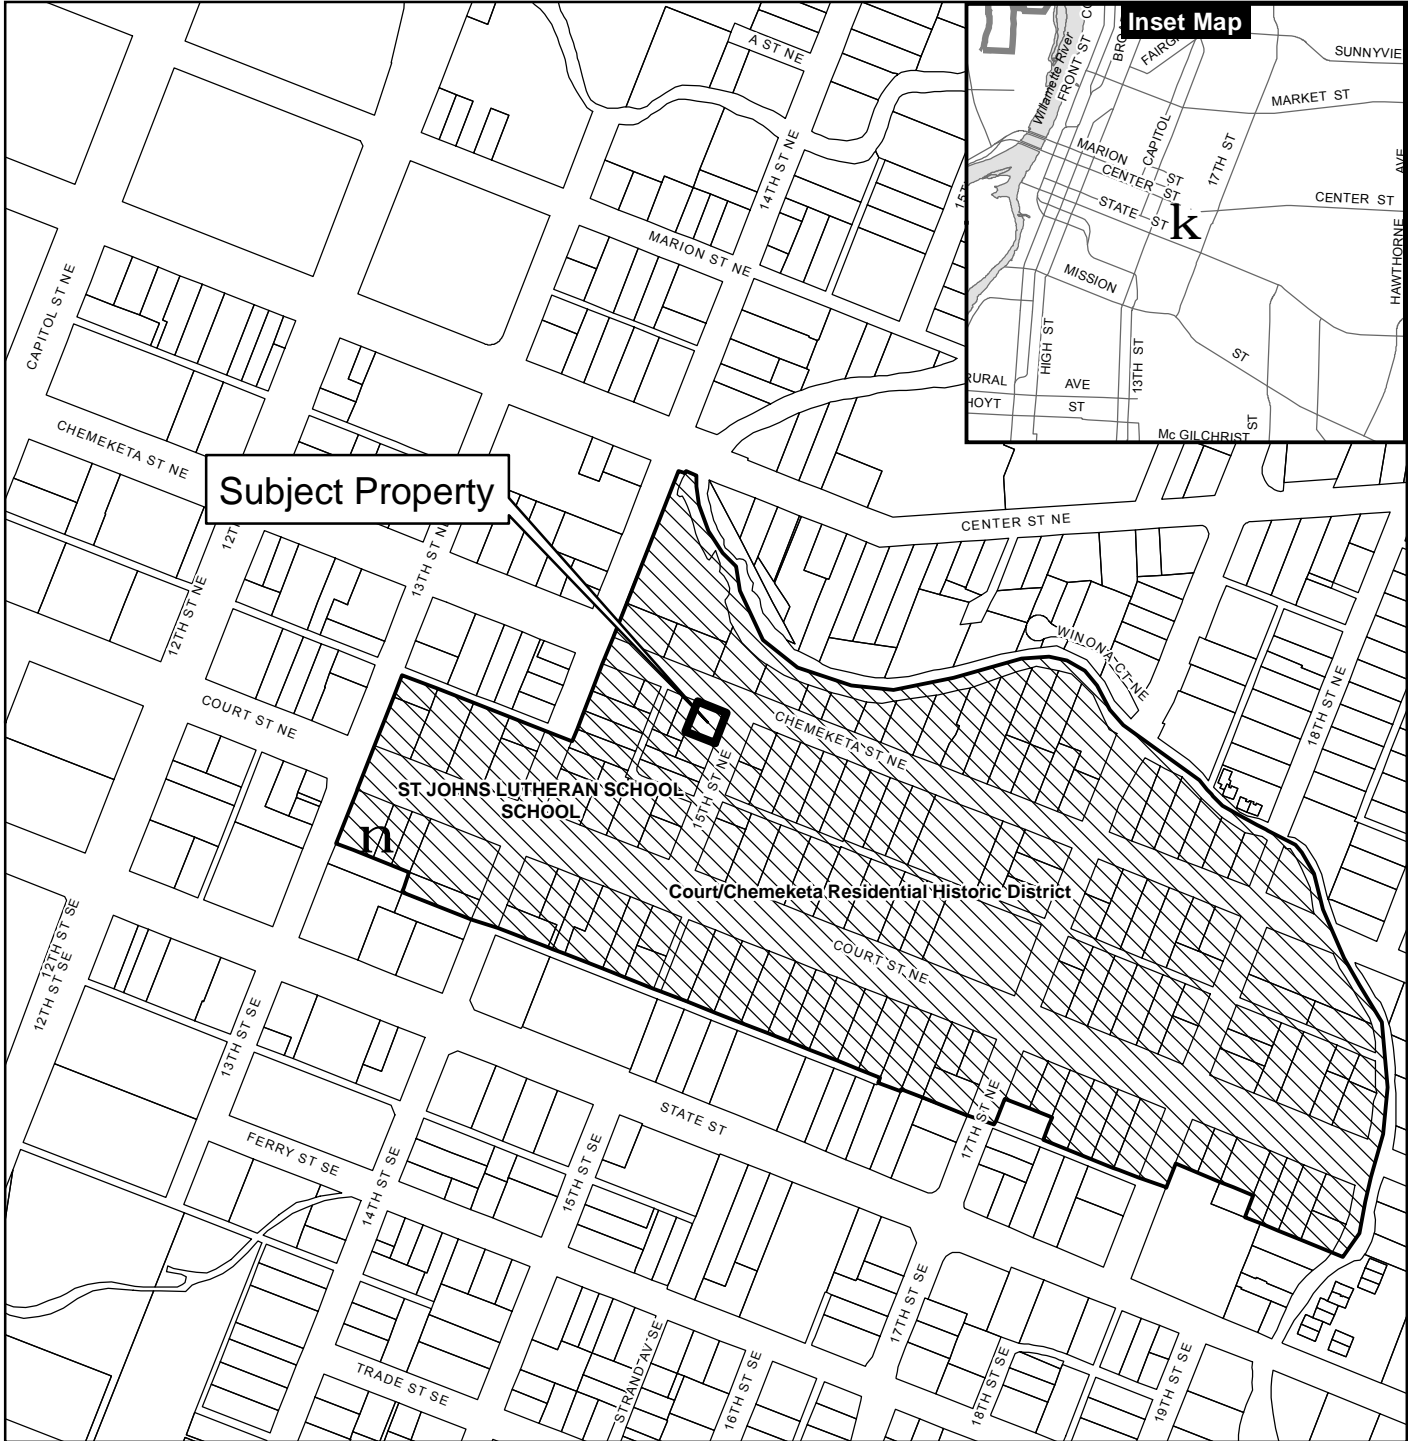 Inset Map
Willamette River
FRONT ST
FAIRG
SUNNYVIE
MARKET ST
CAPITOL
17TH ST
MARION ST
CENTER ST
CENTER ST
STATE ST
k
AVE
HAWTHORNE
MISSION
ST
HIGH ST
13TH ST
RURAL AVE
HOYT ST
ST
Mc GILCHRIST
A ST NE
14TH ST NE
MARION ST NE
CAPITOL ST NE
CHEMEKETA ST NE
Subject Property
CENTER ST NE
13TH ST NE
12TH ST NE
WINONA CT NE
18TH ST NE
COURT ST NE
CHEMEKETA ST NE
15TH ST NE
ST JOHNS LUTHERAN SCHOOL
SCHOOL
n
Court/Chemeketa Residential Historic District
COURT ST NE
12TH ST SE
12TH ST SE
13TH ST SE
STATE ST
17TH ST NE
FERRY ST SE
14TH ST SE
15TH ST SE
17TH ST SE
TRADE ST SE
STRAND AV SE
16TH ST SE
18TH ST SE
19TH ST SE